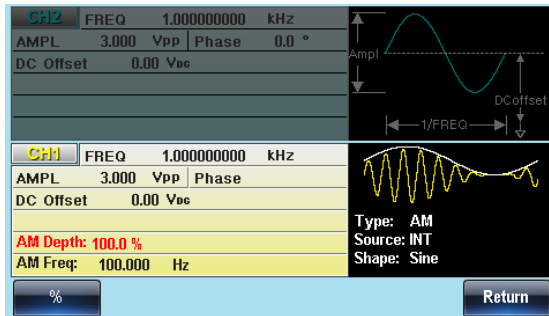 CH2 FREQ 1.000000000 kHz
AMPL 3.000 Vpp Phase 0.0 °
DC Offset 0.00 VDC
Ampl
DCoffset
1/FREQ
CH1 FREQ 1.000000000 kHz
AMPL 3.000 Vpp Phase
DC Offset 0.00 VDC
AM Depth: 100.0 %
AM Freq: 100.000 Hz
Type: AM
Source: INT
Shape: Sine
% Return